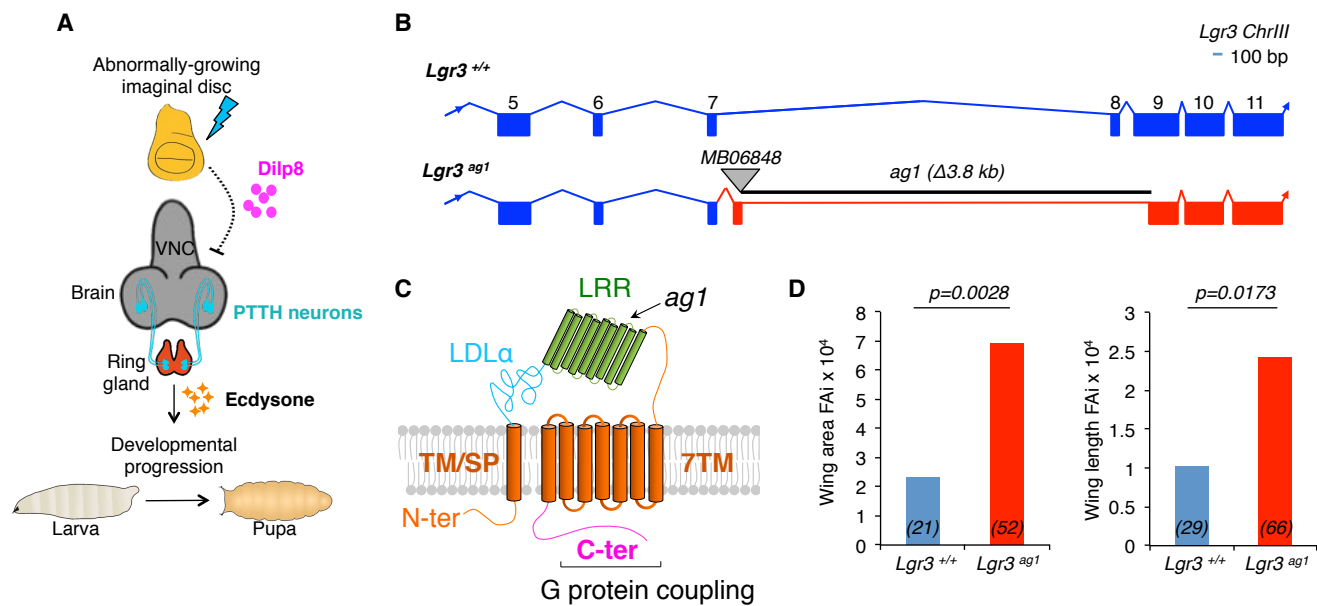 A
Abnormally-growing
imaginal disc
Dilp8
VNC
Brain
PTTH neurons
Ring
gland
Ecdysone
Developmental
progression
Larva
Pupa
B
Lgr3 ChrIII
100 bp
Lgr3 +/+
5 6 7 8 9 10 11
MB06848
Lgr3 ag1
ag1 (Δ3.8 kb)
C
LRR
ag1
LDLα
TM/SP
7TM
N-ter
C-ter
G protein coupling
D
p=0.0028
Wing area FAi x 10⁴
8
7
6
5
4
3
2
1
0
(21)
(52)
Lgr3 +/+
Lgr3 ag1
p=0.0173
Wing length FAi x 10⁴
3
2.5
2
1
1
0.5
0
(29)
(66)
Lgr3 +/+
Lgr3 ag1